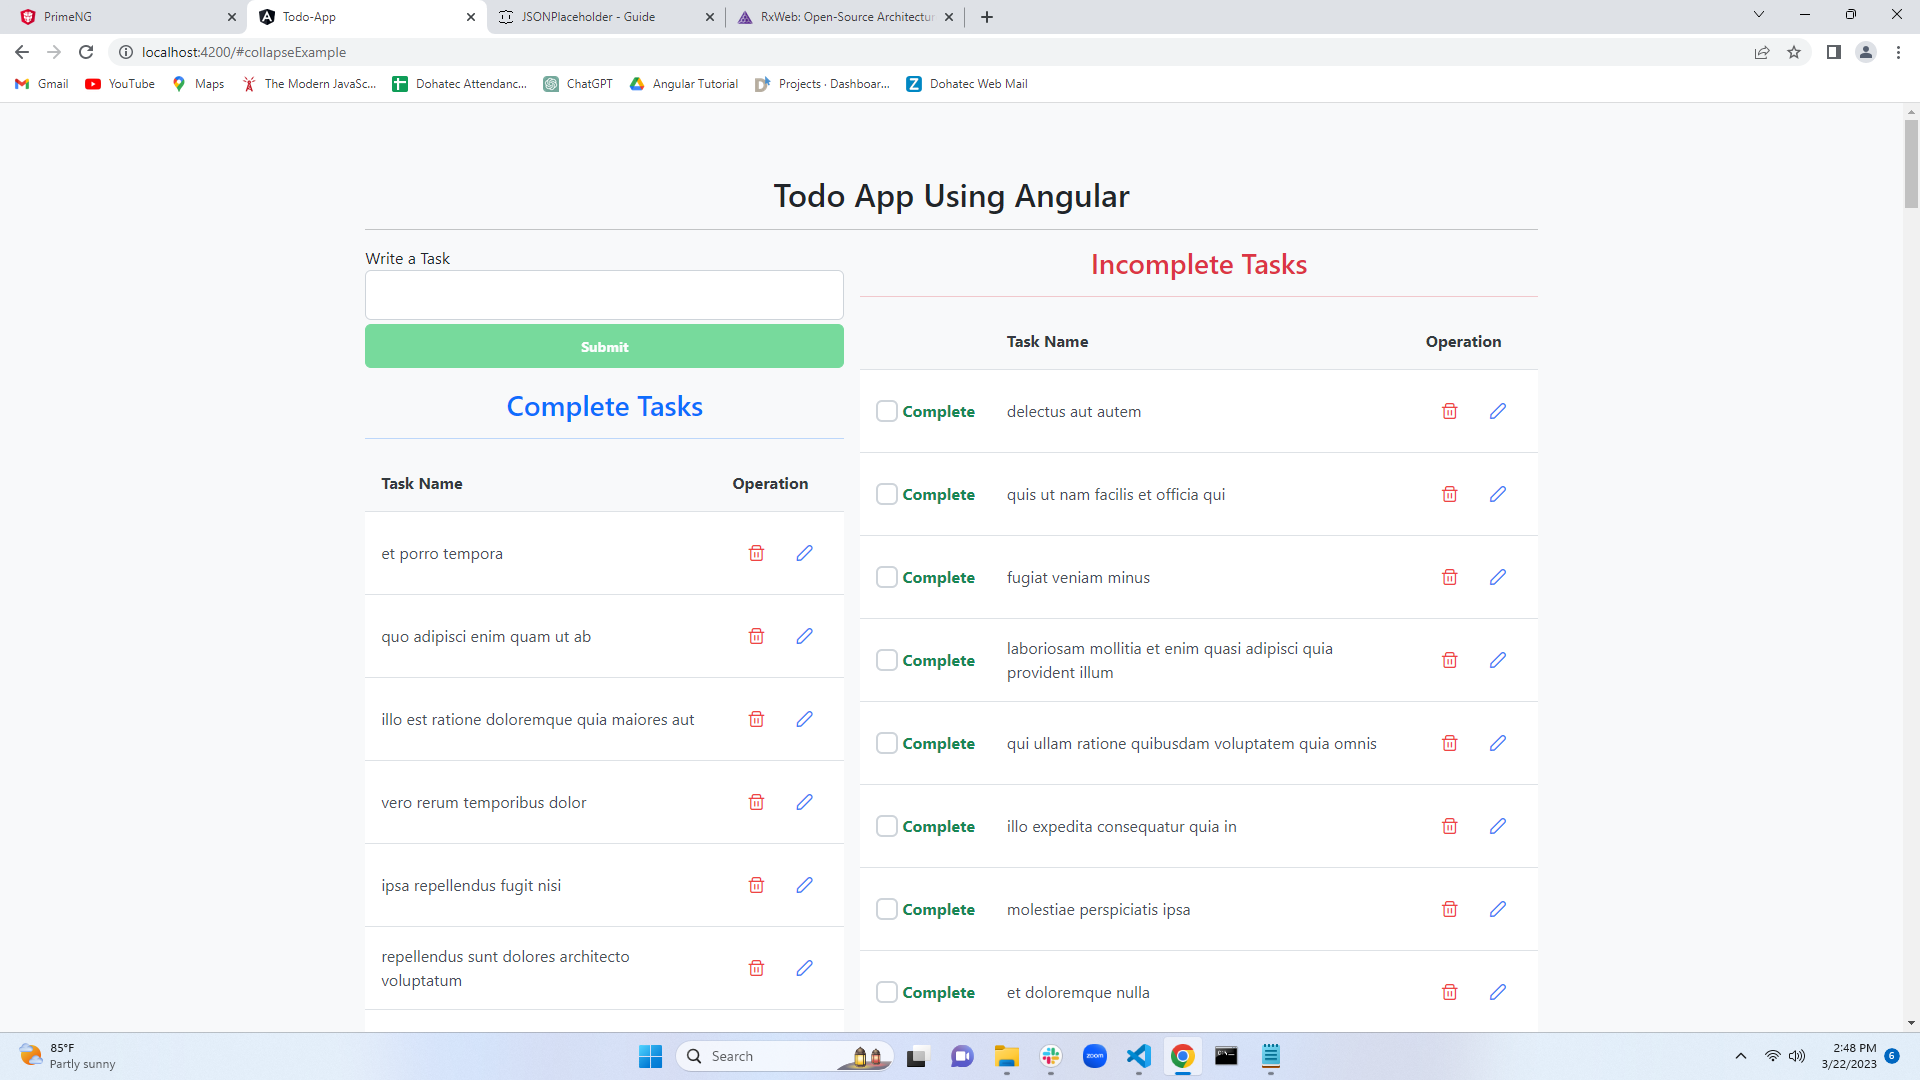 PrimeNG
Todo-App
JSONPlaceholder - Guide
RxWeb: Open-Source Architectur
localhost:4200/#collapseExample
Gmail
YouTube
Maps
The Modern JavaSc...
Dohatec Attendanc...
ChatGPT
Angular Tutorial
Projects · Dashboar...
Dohatec Web Mail
Todo App Using Angular
Write a Task
Submit
Complete Tasks
Task Name Operation
et porro tempora
quo adipisci enim quam ut ab
illo est ratione doloremque quia maiores aut
vero rerum temporibus dolor
ipsa repellendus fugit nisi
repellendus sunt dolores architecto
voluptatum
Incomplete Tasks
Task Name Operation
Complete delectus aut autem
Complete quis ut nam facilis et officia qui
Complete fugiat veniam minus
Complete laboriosam mollitia et enim quasi adipisci quia
provident illum
Complete qui ullam ratione quibusdam voluptatem quia omnis
Complete illo expedita consequatur quia in
Complete molestiae perspiciatis ipsa
Complete et doloremque nulla
85°F
Partly sunny
Search
zoom
2:48 PM
3/22/2023
6